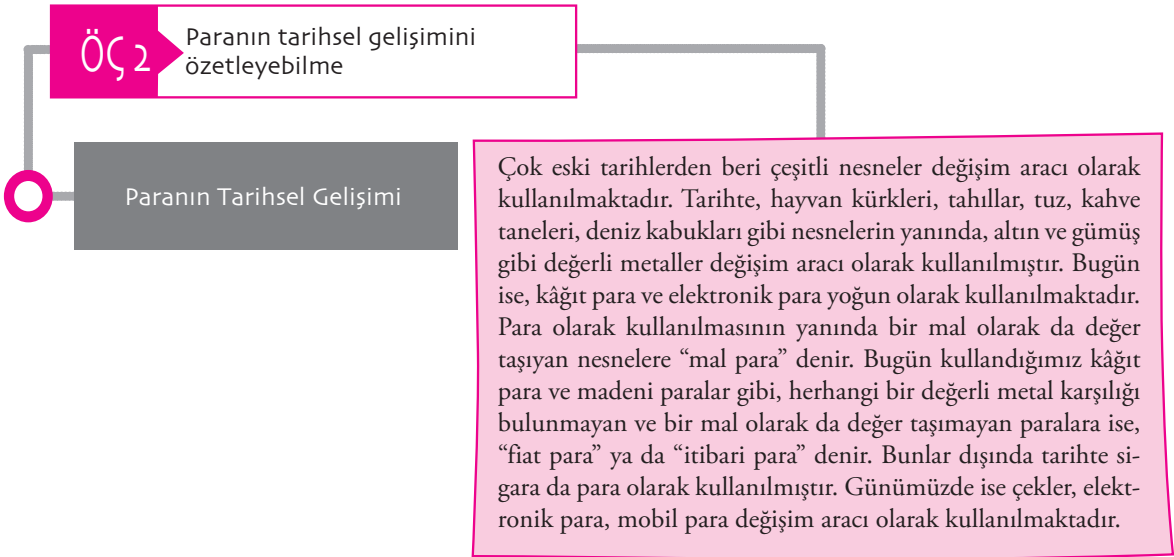 ÖÇ 2
Paranın tarihsel gelişimini
özetleyebilme
Paranın Tarihsel Gelişimi
Çok eski tarihlerden beri çeşitli nesneler değişim aracı olarak
kullanılmaktadır. Tarihte, hayvan kürkleri, tahıllar, tuz, kahve
taneleri, deniz kabukları gibi nesnelerin yanında, altın ve gümüş
gibi değerli metaller değişim aracı olarak kullanılmıştır. Bugün
ise, kâğıt para ve elektronik para yoğun olarak kullanılmaktadır.
Para olarak kullanılmasının yanında bir mal olarak da değer
taşıyan nesnelere “mal para” denir. Bugün kullandığımız kâğıt
para ve madeni paralar gibi, herhangi bir değerli metal karşılığı
bulunmayan ve bir mal olarak da değer taşımayan paralara ise,
“fiat para” ya da “itibari para” denir. Bunlar dışında tarihte si-
gara da para olarak kullanılmıştır. Günümüzde ise çekler, elekt-
ronik para, mobil para değişim aracı olarak kullanılmaktadır.